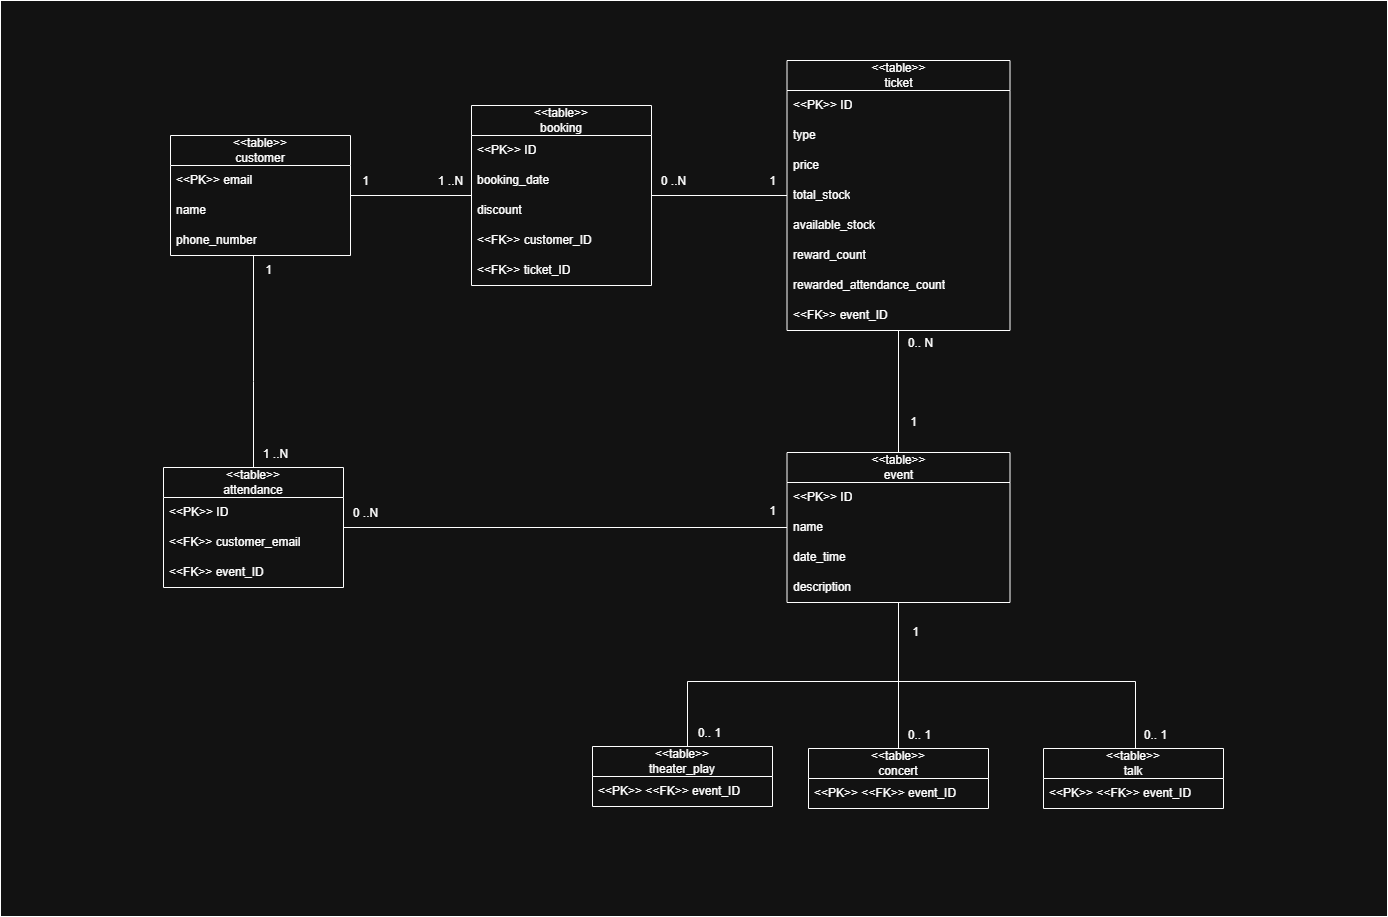 <<table>>
ticket
<<PK>> ID
type
price
total_stock
available_stock
reward_count
rewarded_attendance_count
<<FK>> event_ID
<<table>>
booking
<<PK>> ID
booking_date
discount
<<FK>> customer_ID
<<FK>> ticket_ID
<<table>>
customer
<<PK>> email
name
phone_number
1
1 ..N
0 ..N
1
1
1 ..N
0.. N
1
<<table>>
event
<<PK>> ID
name
date_time
description
<<table>>
attendance
<<PK>> ID
<<FK>> customer_email
<<FK>> event_ID
0 ..N
1
1
0.. 1
0.. 1
0.. 1
<<table>>
theater_play
<<PK>> <<FK>> event_ID
<<table>>
concert
<<PK>> <<FK>> event_ID
<<table>>
talk
<<PK>> <<FK>> event_ID